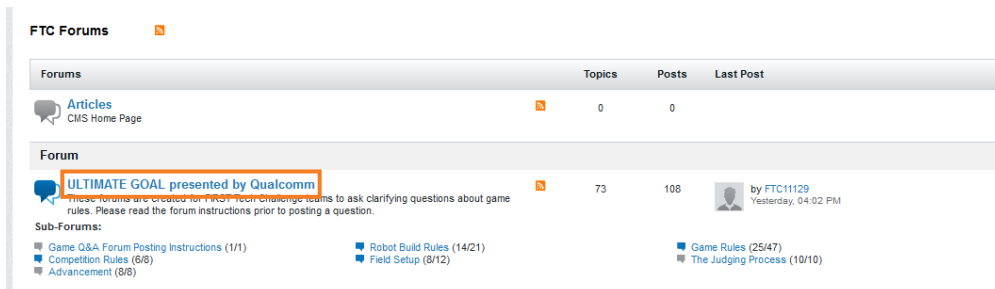 FTC Forums
Forums Topics Posts Last Post
Articles 0 0
CMS Home Page
Forum
ULTIMATE GOAL presented by Qualcomm 73 108 by FTC11129
These forums are created for FIRST Tech Challenge teams to ask clarifying questions about game Yesterday, 04:02 PM
rules. Please read the forum instructions prior to posting a question.
Sub-Forums:
Game Q&A Forum Posting Instructions (1/1) Robot Build Rules (14/21) Game Rules (25/47)
Competition Rules (6/8) Field Setup (8/12) The Judging Process (10/10)
Advancement (8/8)